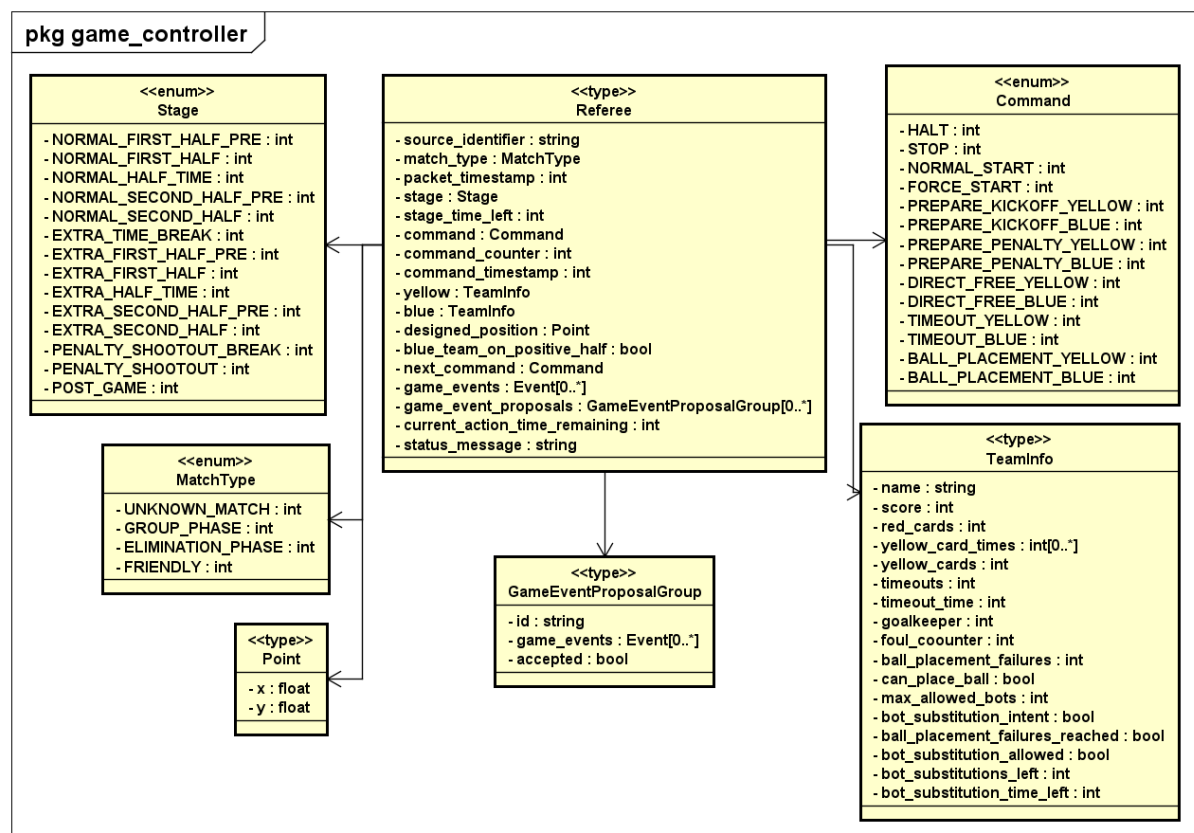 pkg game_controller
<<enum>>
Stage
- NORMAL_FIRST_HALF_PRE : int
- NORMAL_FIRST_HALF : int
- NORMAL_HALF_TIME : int
- NORMAL_SECOND_HALF_PRE : int
- NORMAL_SECOND_HALF : int
- EXTRA_TIME_BREAK : int
- EXTRA_FIRST_HALF_PRE : int
- EXTRA_FIRST_HALF : int
- EXTRA_HALF_TIME : int
- EXTRA_SECOND_HALF_PRE : int
- EXTRA_SECOND_HALF : int
- PENALTY_SHOOTOUT_BREAK : int
- PENALTY_SHOOTOUT : int
- POST_GAME : int
<<type>>
Referee
- source_identifier : string
- match_type : MatchType
- packet_timestamp : int
- stage : Stage
- stage_time_left : int
- command : Command
- command_counter : int
- command_timestamp : int
- yellow : TeamInfo
- blue : TeamInfo
- designed_position : Point
- blue_team_on_positive_half : bool
- next_command : Command
- game_events : Event[0..*]
- game_event_proposals : GameEventProposalGroup[0..*]
- current_action_time_remaining : int
- status_message : string
<<enum>>
Command
- HALT : int
- STOP : int
- NORMAL_START : int
- FORCE_START : int
- PREPARE_KICKOFF_YELLOW : int
- PREPARE_KICKOFF_BLUE : int
- PREPARE_PENALTY_YELLOW : int
- PREPARE_PENALTY_BLUE : int
- DIRECT_FREE_YELLOW : int
- DIRECT_FREE_BLUE : int
- TIMEOUT_YELLOW : int
- TIMEOUT_BLUE : int
- BALL_PLACEMENT_YELLOW : int
- BALL_PLACEMENT_BLUE : int
<<enum>>
MatchType
- UNKNOWN_MATCH : int
- GROUP_PHASE : int
- ELIMINATION_PHASE : int
- FRIENDLY : int
<<type>>
Point
- x : float
- y : float
<<type>>
GameEventProposalGroup
- id : string
- game_events : Event[0..*]
- accepted : bool
<<type>>
TeamInfo
- name : string
- score : int
- red_cards : int
- yellow_card_times : int[0..*]
- yellow_cards : int
- timeouts : int
- timeout_time : int
- goalkeeper : int
- foul_coounter : int
- ball_placement_failures : int
- can_place_ball : bool
- max_allowed_bots : int
- bot_substitution_intent : bool
- ball_placement_failures_reached : bool
- bot_substitution_allowed : bool
- bot_substitutions_left : int
- bot_substitution_time_left : int